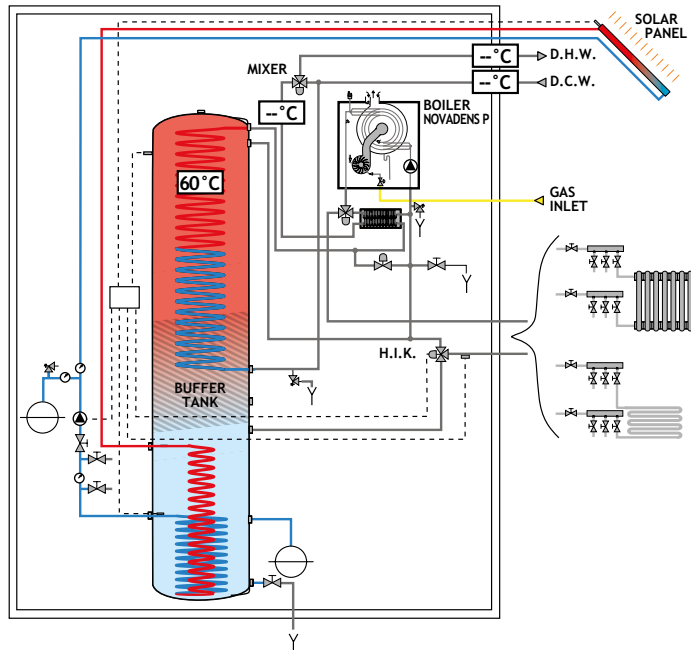 SOLAR
PANEL
--°C
D.H.W.
MIXER
--°C
D.C.W.
--°C
BOILER
NOVADENS P
60°C
GAS
INLET
H.I.K.
BUFFER
TANK